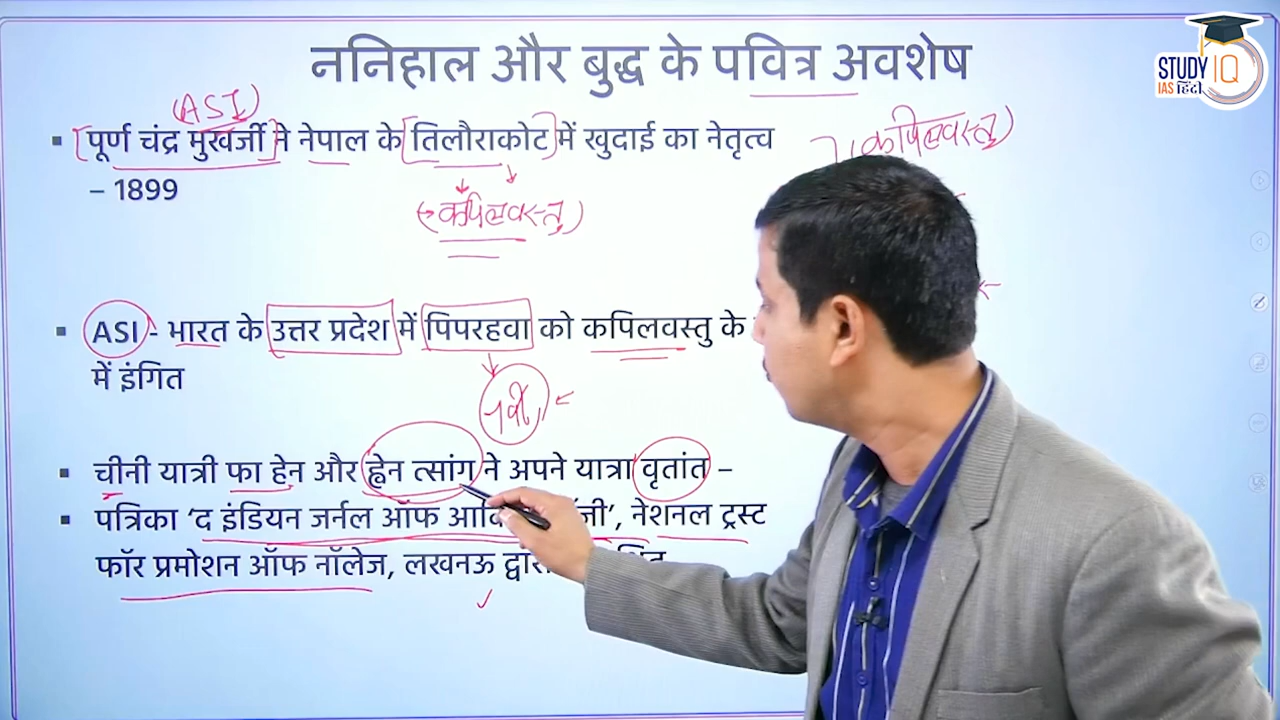 ननिहाल और बुद्ध के पवित्र अवशेष
STUDY IQ
IAS हिंदी
(ASI)
[पूर्ण चंद्र मुखर्जी] ने नेपाल के [तिलौराकोट] में खुदाई का नेतृत्व
(कपिलवस्तु)
– 1899
(कपिलवस्तु)
ASI - भारत के उत्तर प्रदेश में पिपरहवा को कपिलवस्तु के
में इंगित
चीनी यात्री फा हेन और ह्वेन त्सांग ने अपने यात्रा वृतांत –
पत्रिका ‘द इंडियन जर्नल ऑफ नेशनल ट्रस्ट
फॉर प्रमोशन ऑफ नॉलेज, लखनऊ